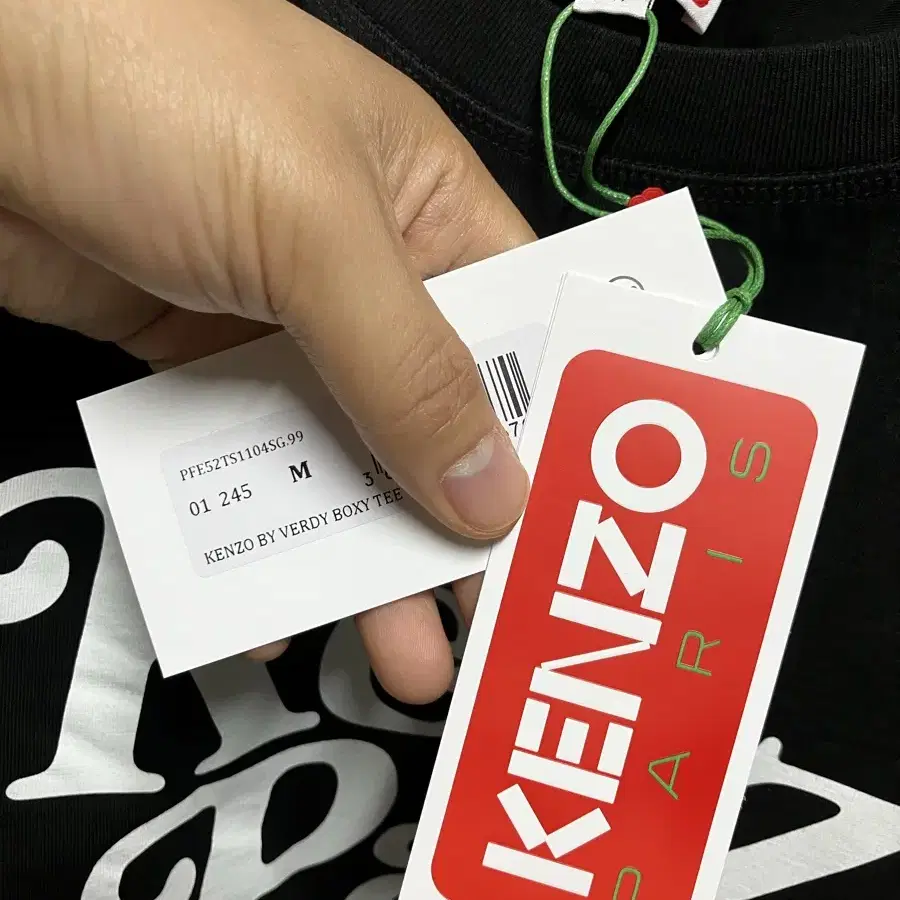 PFE52TS1104SG.99
01 245 M
KENZO BY VERDY BOXY TEE
KENZO
PARIS